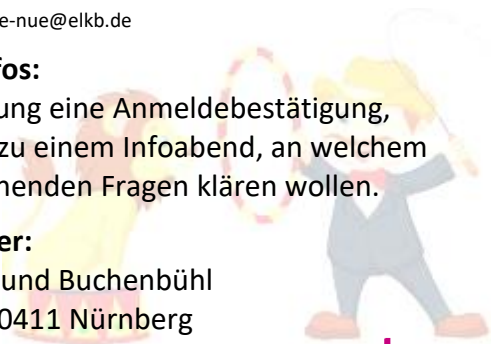 e-nue@elkb.de
fos:
ung eine Anmeldebestätigung,
zu einem Infoabend, an welchem
nenden Fragen klären wollen.
er:
und Buchenbühl
0411 Nürnberg